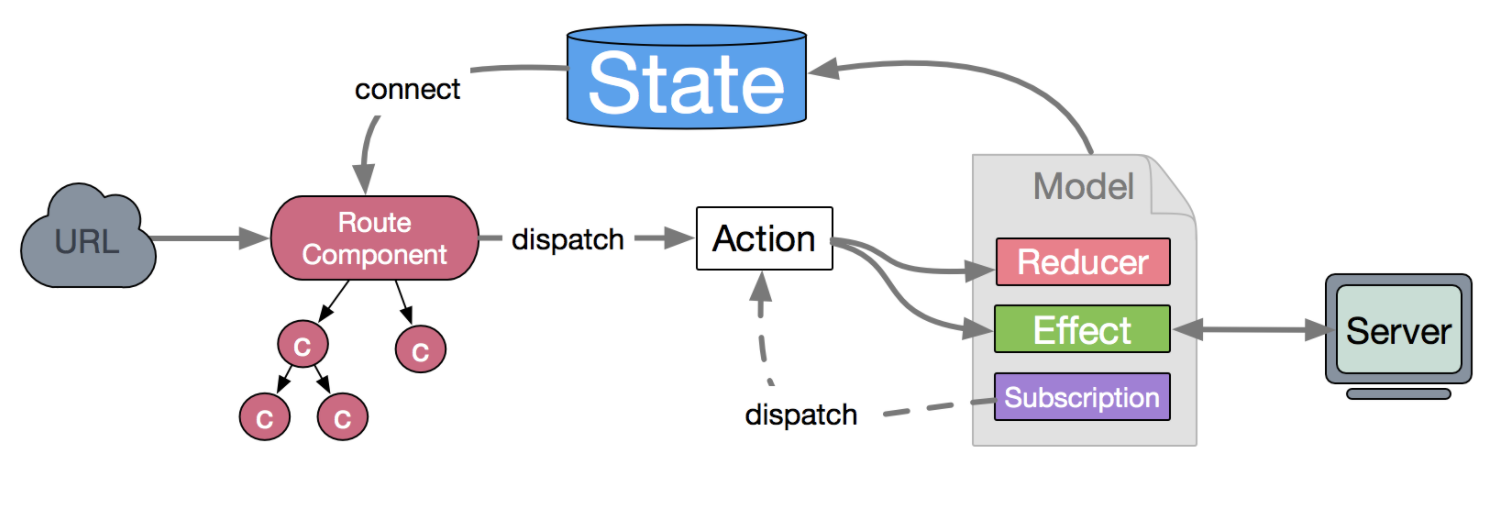 State
connect
Model
URL
Route
Component
dispatch
Action
Reducer
Effect
Server
Subscription
dispatch
C
C
C
C